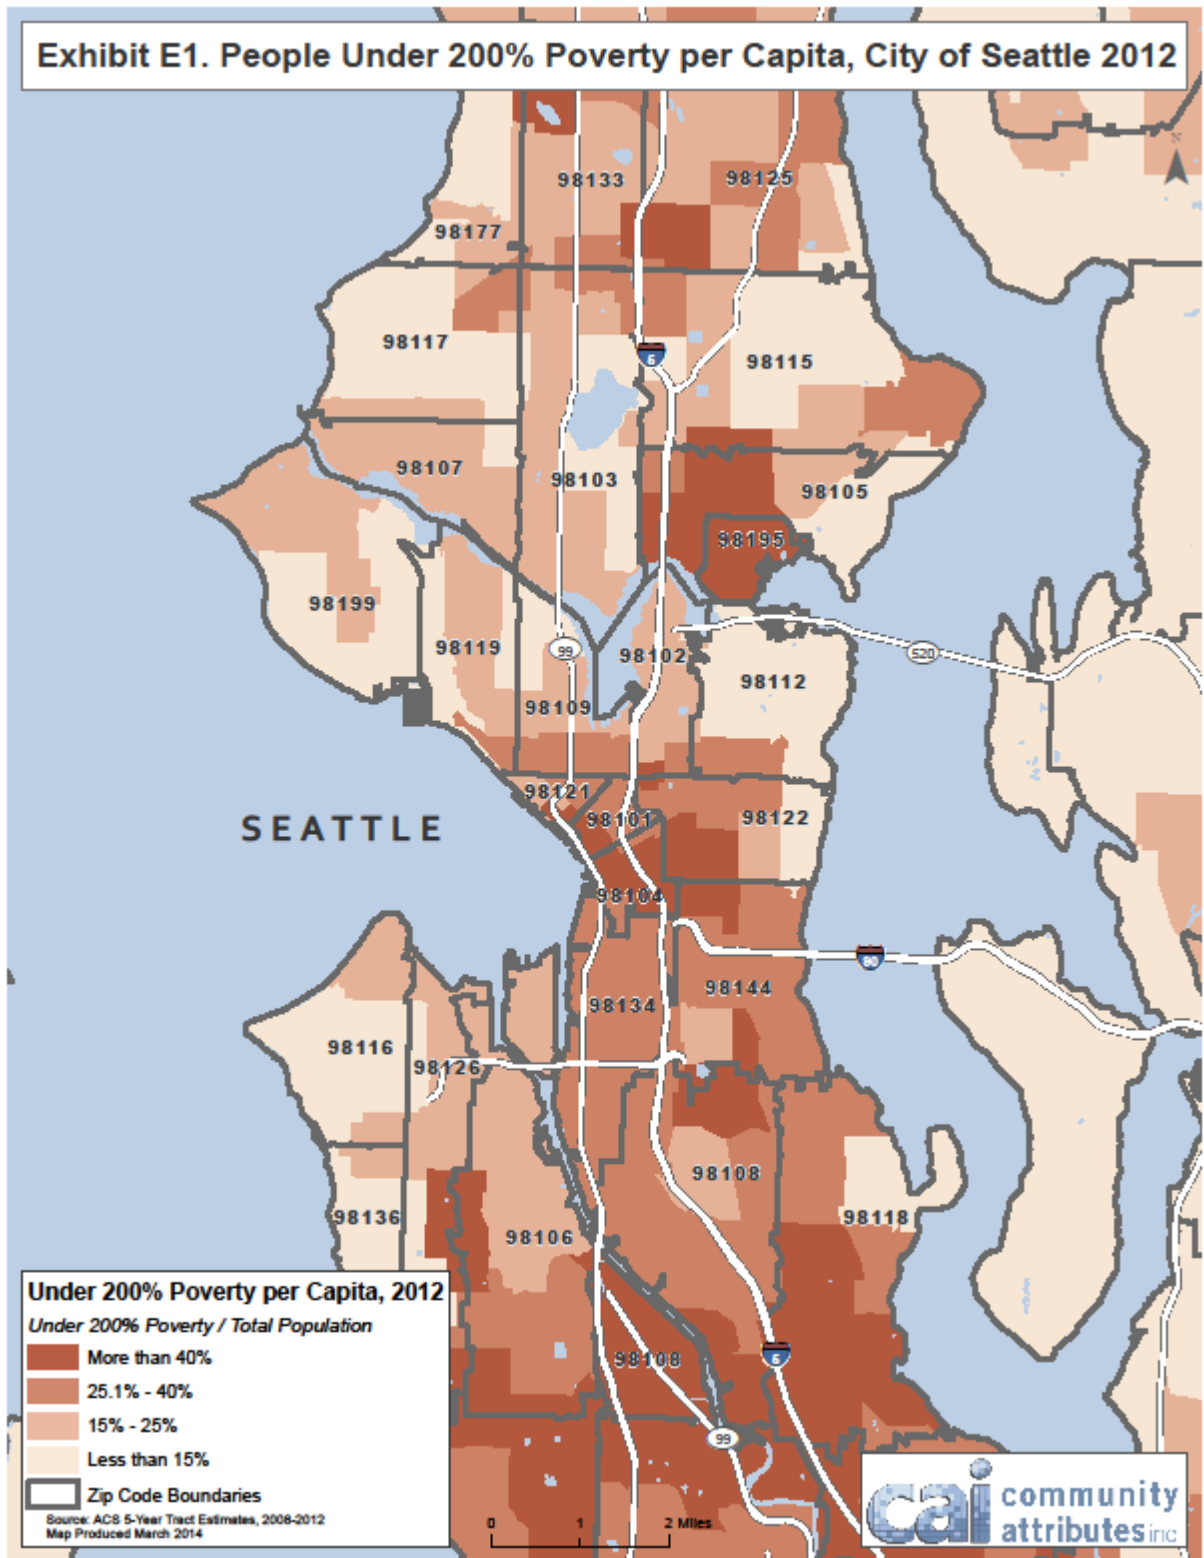 Exhibit E1. People Under 200% Poverty per Capita, City of Seattle 2012
N
98133
98125
98177
98117
98115
5
98107
98103
98105
98195
98199
98119
99
98102
520
98112
98109
98121
98101
98122
SEATTLE
98104
90
98144
98134
98116
98126
98108
98136
98106
98118
98108
5
99
Under 200% Poverty per Capita, 2012
Under 200% Poverty / Total Population
More than 40%
25.1% - 40%
15% - 25%
Less than 15%
Zip Code Boundaries
Source: ACS 5-Year Tract Estimates, 2008-2012
Map Produced March 2014
0 1 2 Miles
cai community
attributes inc